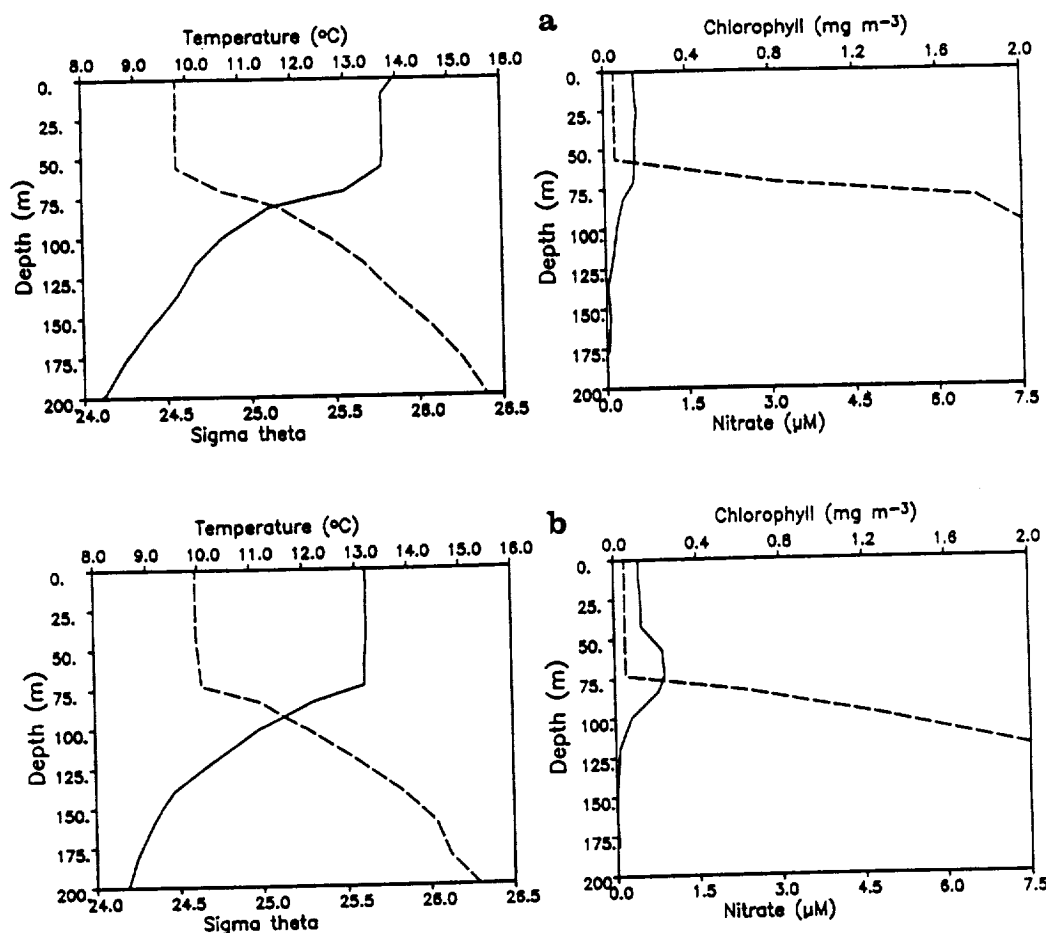 a
Temperature (°C)
8.0 9.0 10.0 11.0 12.0 13.0 14.0 15.0 16.0
0.
25.
50.
75.
100.
125.
150.
175.
200
Depth (m)
24.0 24.5 25.0 25.5 26.0 26.5
Sigma theta
Chlorophyll (mg m-3)
0.0 0.4 0.8 1.2 1.6 2.0
0.
25.
50.
75.
100.
125.
150.
175.
200
Depth (m)
0.0 1.5 3.0 4.5 6.0 7.5
Nitrate (µM)
b
Temperature (°C)
8.0 9.0 10.0 11.0 12.0 13.0 14.0 15.0 16.0
0.
25.
50.
75.
100.
125.
150.
175.
200
Depth (m)
24.0 24.5 25.0 25.5 26.0 26.5
Sigma theta
Chlorophyll (mg m-3)
0.0 0.4 0.8 1.2 1.6 2.0
0.
25.
50.
75.
100.
125.
150.
175.
200
Depth (m)
0.0 1.5 3.0 4.5 6.0 7.5
Nitrate (µM)